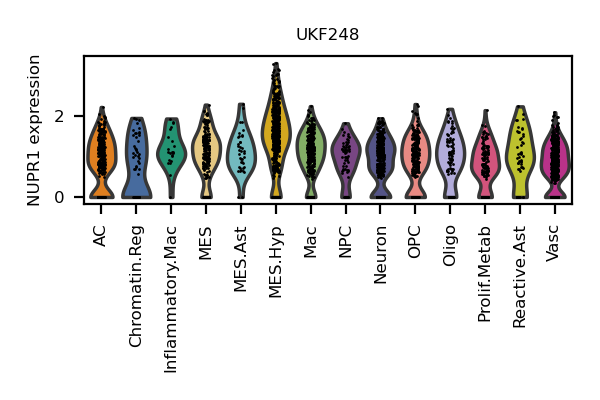 UKF248
NUPR1 expression
2
0
AC
Chromatin.Reg
Inflammatory.Mac
MES
MES.Ast
MES.Hyp
Mac
NPC
Neuron
OPC
Oligo
Prolif.Metab
Reactive.Ast
Vasc